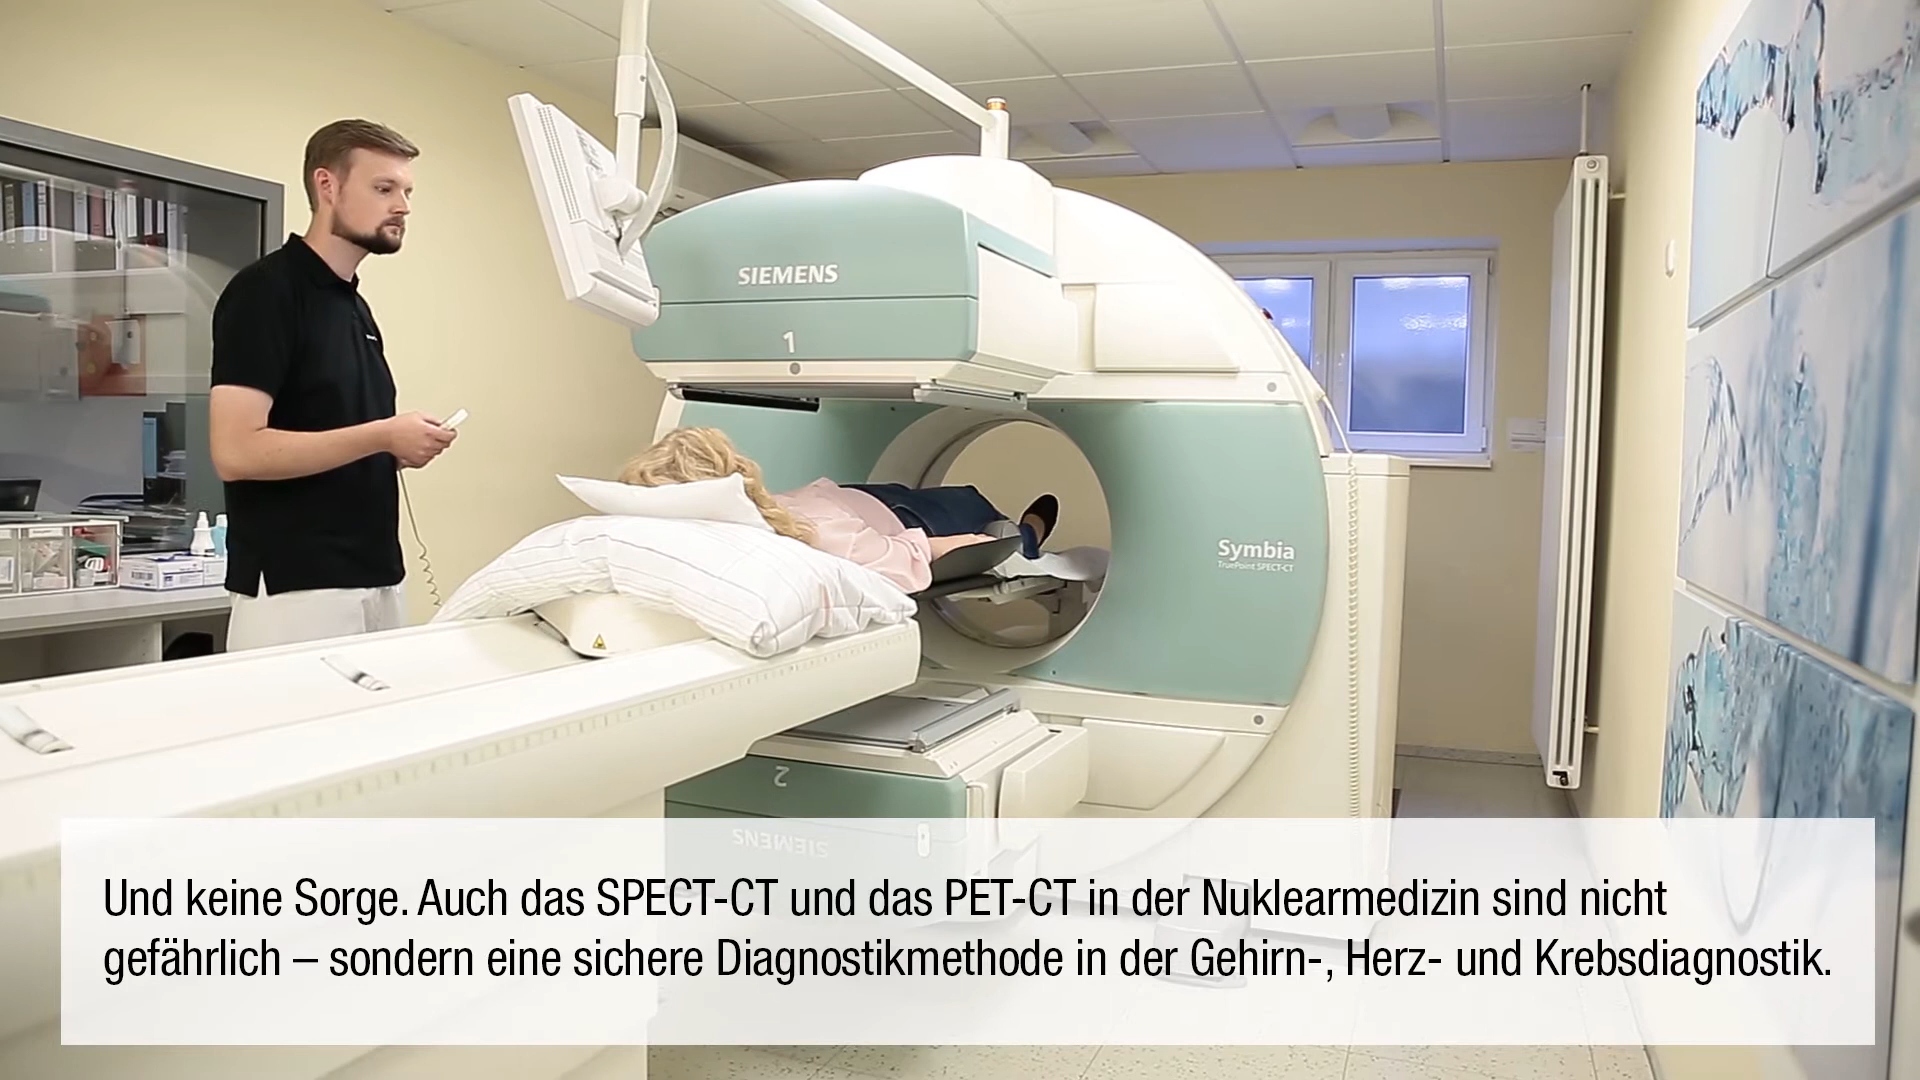 SIEMENS
1
Symbia
TruePoint SPECT-CT
2
SIEMENS
Und keine Sorge. Auch das SPECT-CT und das PET-CT in der Nuklearmedizin sind nicht
gefährlich – sondern eine sichere Diagnostikmethode in der Gehirn-, Herz- und Krebsdiagnostik.